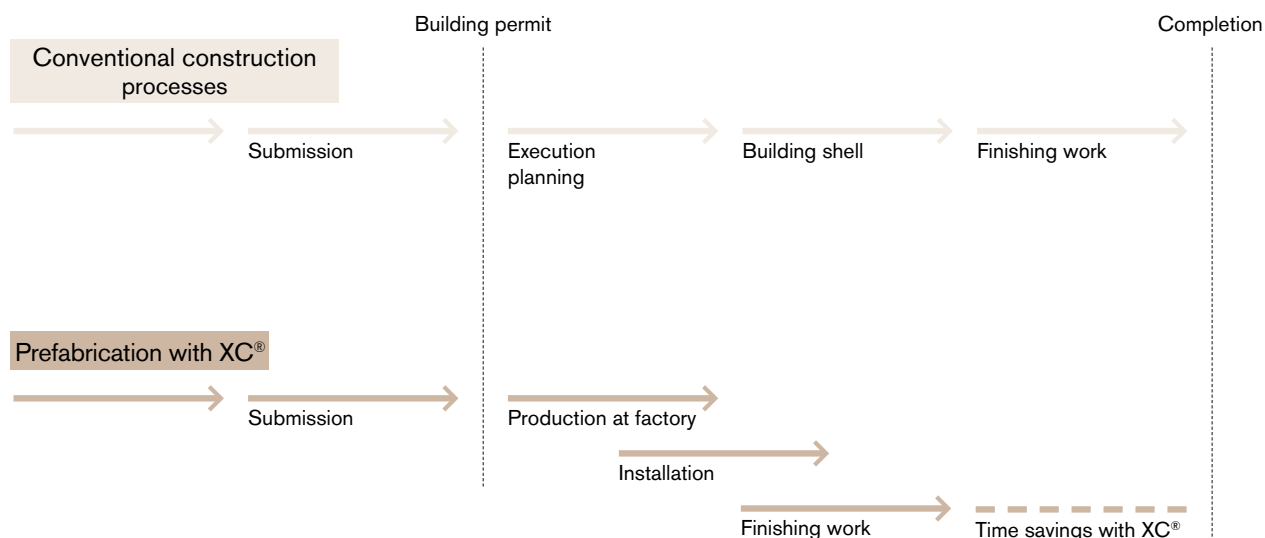 Building permit
Completion
Conventional construction
processes
Submission
Execution
planning
Building shell
Finishing work
Prefabrication with XC®
Submission
Production at factory
Installation
Finishing work
Time savings with XC®